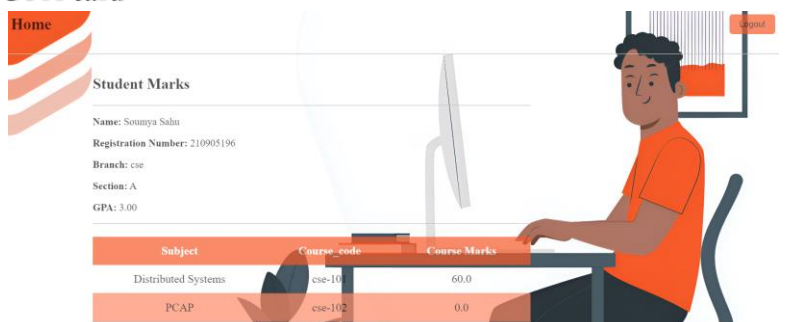 Home
Logout
Student Marks
Name: Soumya Sahu
Registration Number: 210905196
Branch: cse
Section: A
GPA: 3.00
Subject Course_code Course Marks
Distributed Systems cse-101 60.0
PCAP cse-102 0.0